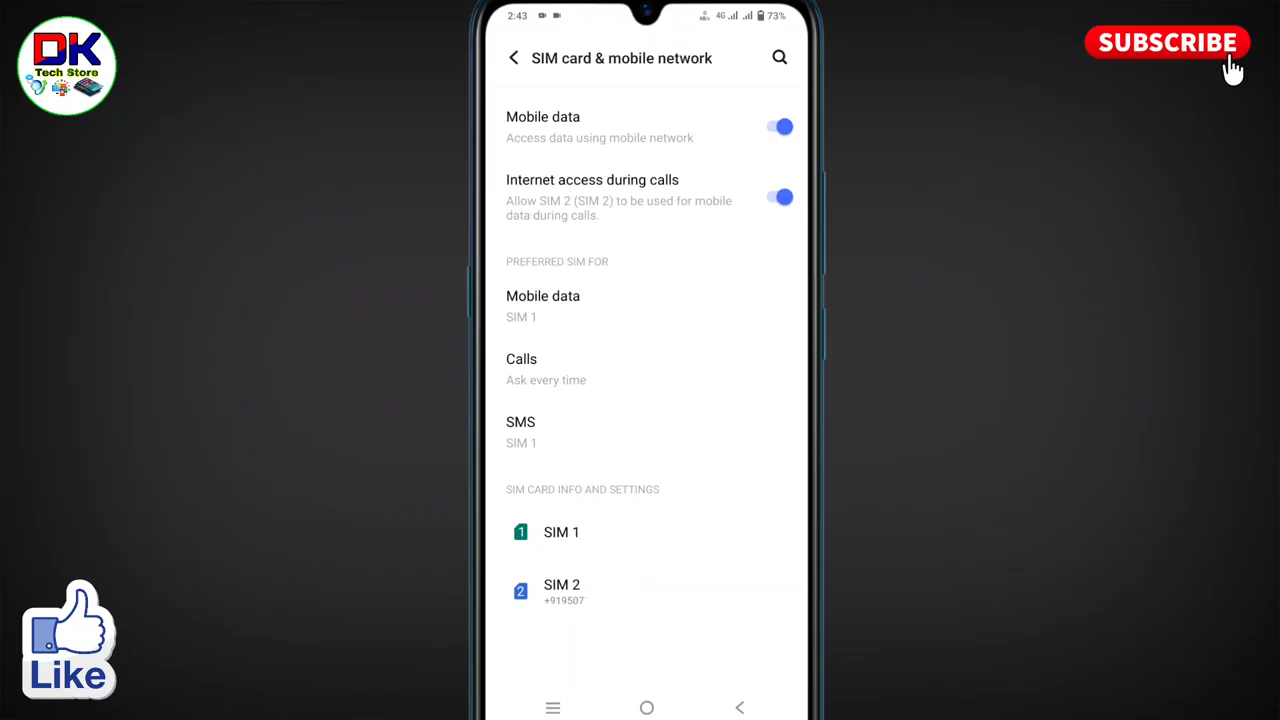 DK
Tech Store
2:43
0
KB/s
4G
73%
SUBSCRIBE
SIM card & mobile network
Mobile data
Access data using mobile network
Internet access during calls
Allow SIM 2 (SIM 2) to be used for mobile
data during calls.
PREFERRED SIM FOR
Mobile data
SIM 1
Calls
Ask every time
SMS
SIM 1
SIM CARD INFO AND SETTINGS
1 SIM 1
2 SIM 2
+919507
Like